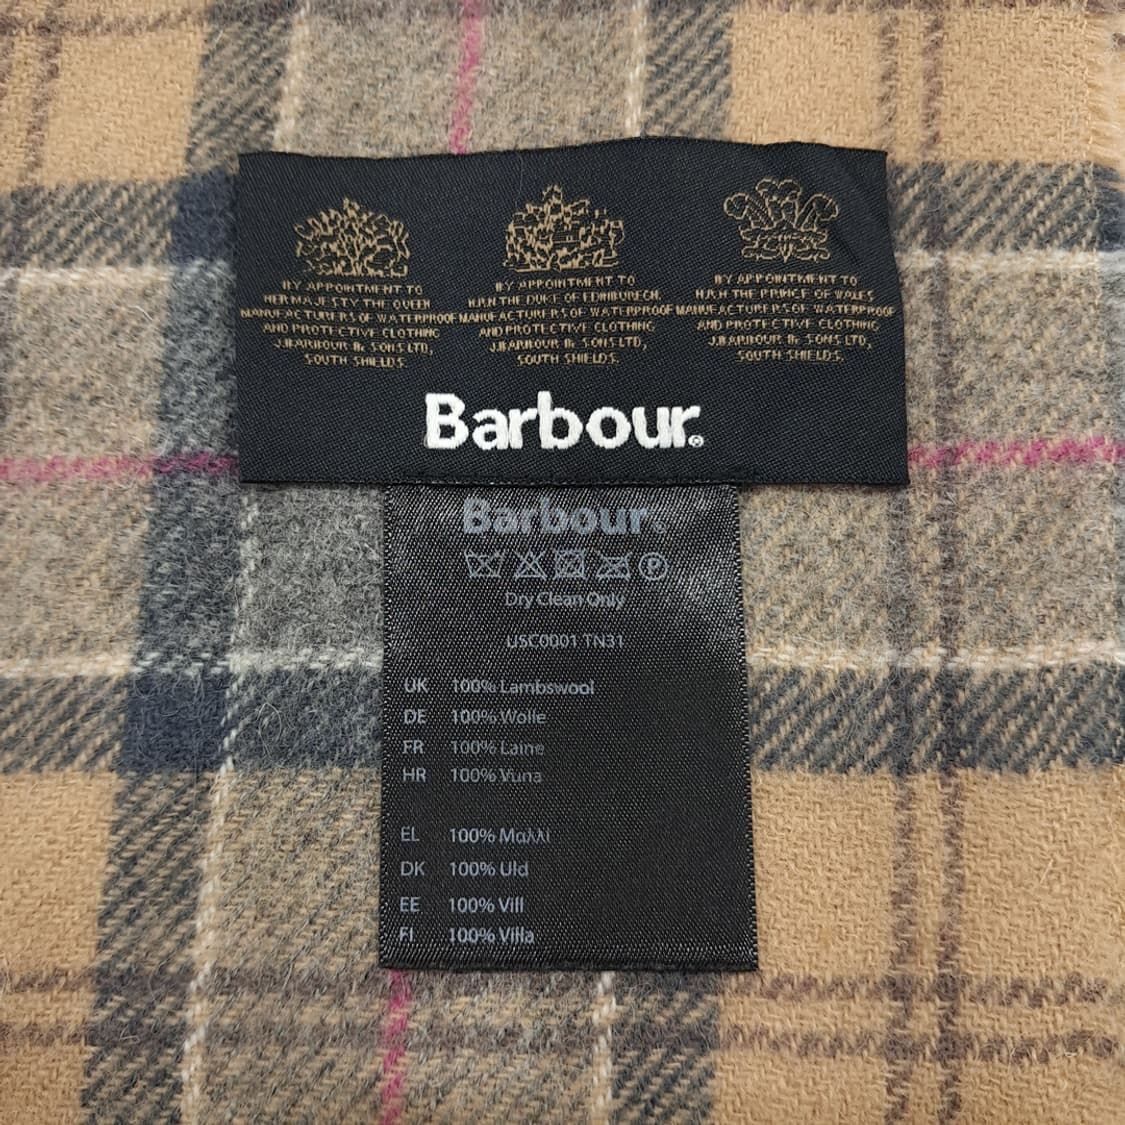 BY APPOINTMENT TO
HER MAJESTY THE QUEEN
MANUFACTURERS OF WATERPROOF
AND PROTECTIVE CLOTHING
J.BARBOUR & SONS LTD,
SOUTH SHIELDS.
BY APPOINTMENT TO
H.R.H THE DUKE OF EDINBURGH.
MANUFACTURERS OF WATERPROOF
AND PROTECTIVE CLOTHING
J.BARBOUR & SONS LTD,
SOUTH SHIELDS.
BY APPOINTMENT TO
H.R.H THE PRINCE OF WALES
MANUFACTURERS OF WATERPROOF
AND PROTECTIVE CLOTHING
J.BARBOUR & SONS LTD,
SOUTH SHIELDS.
Barbour®
Barbour®
P
Dry Clean Only
USC0001 TN31
UK 100% Lambswool
DE 100% Wolle
FR 100% Laine
HR 100% Vuna
EL 100% Μαλλί
DK 100% Uld
EE 100% Vill
FI 100% Villa